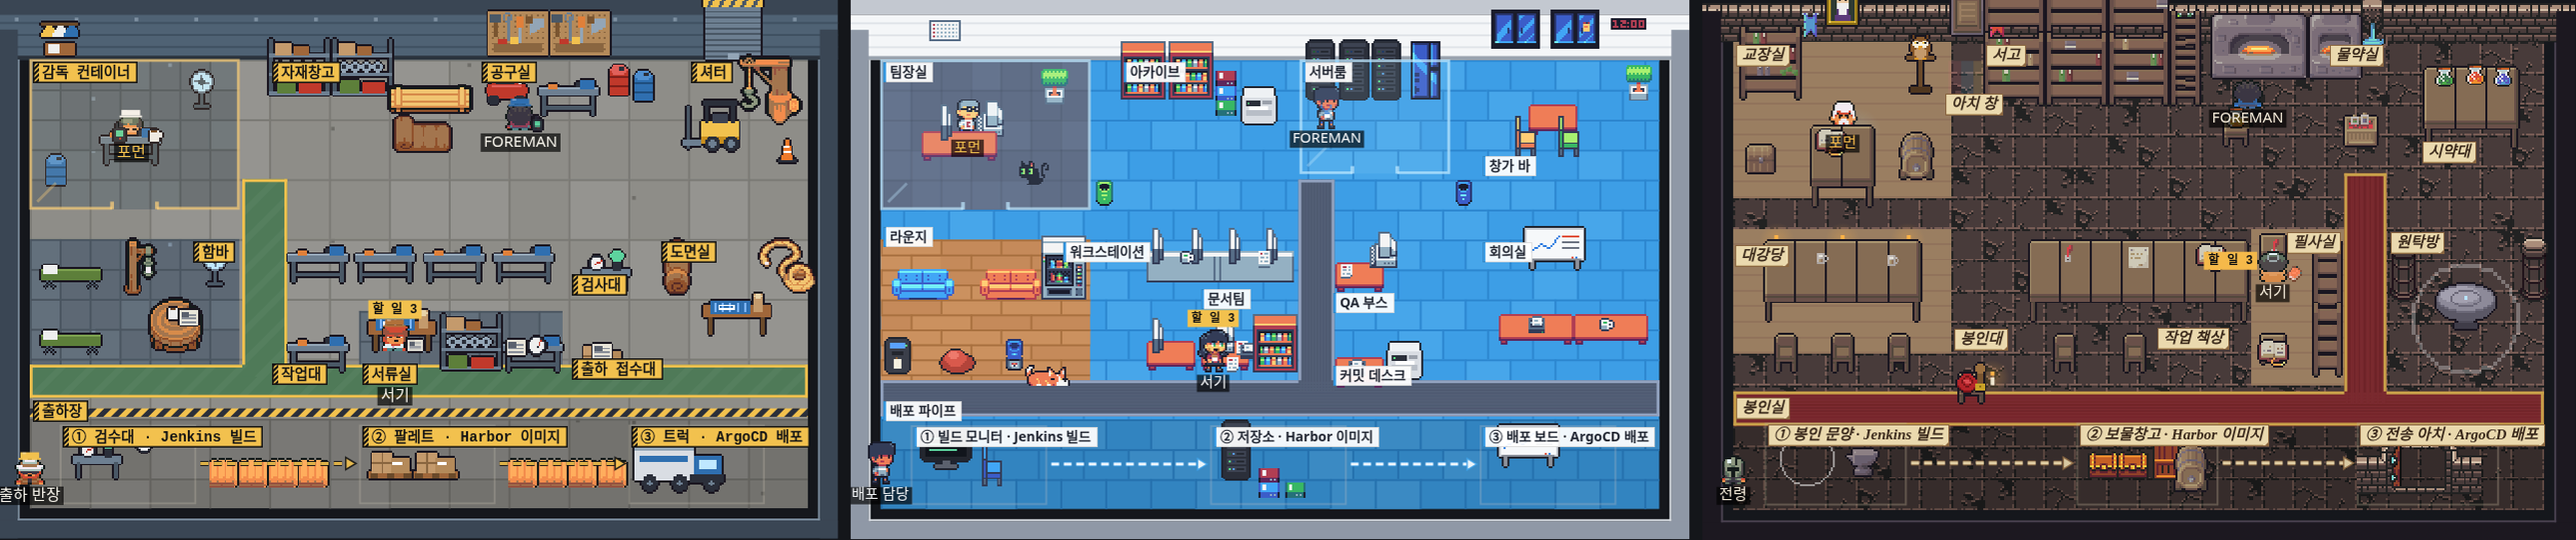 감독 컨테이너
자재창고
공구실
셔터
포먼
FOREMAN
함바
도면실
검사대
할 일 3
작업대
서류실
출하 접수대
서기
출하장
① 검수대 · Jenkins 빌드
② 팔레트 · Harbor 이미지
③ 트럭 · ArgoCD 배포
출하 반장
12:00
팀장실
아카이브
서버룸
포먼
FOREMAN
창가 바
라운지
워크스테이션
회의실
문서팀
QA 부스
할 일 3
커밋 데스크
서기
배포 파이프
① 빌드 모니터 · Jenkins 빌드
② 저장소 · Harbor 이미지
③ 배포 보드 · ArgoCD 배포
배포 담당
교장실
서고
물약실
아치 창
FOREMAN
포먼
시약대
대강당
필사실
원탁방
할 일 3
서기
봉인대
작업 책상
봉인실
① 봉인 문양 · Jenkins 빌드
② 보물창고 · Harbor 이미지
③ 전송 아치 · ArgoCD 배포
전령